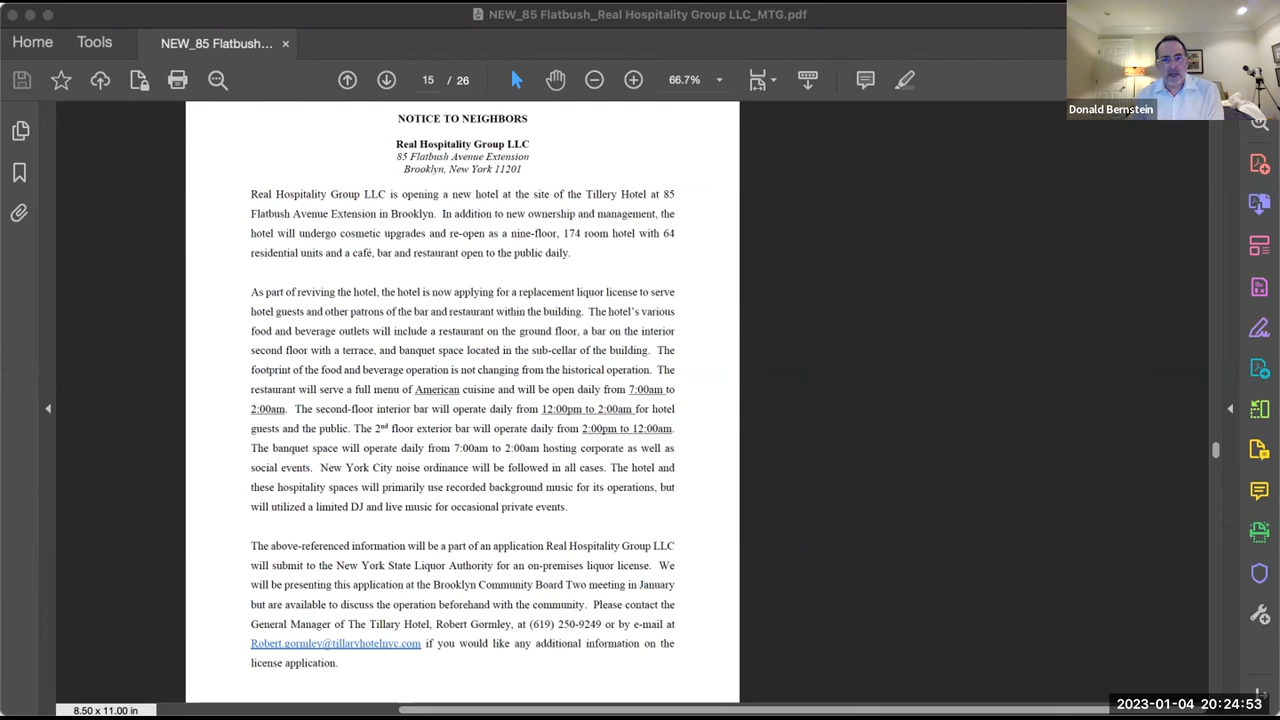 NEW_85 Flatbush_Real Hospitality Group LLC_MTG.pdf
Home
Tools
NEW_85 Flatbush... ×
15 / 26
66.7%
Donald Bernstein
NOTICE TO NEIGHBORS
Real Hospitality Group LLC
85 Flatbush Avenue Extension
Brooklyn, New York 11201
Real Hospitality Group LLC is opening a new hotel at the site of the Tillery Hotel at 85
Flatbush Avenue Extension in Brooklyn. In addition to new ownership and management, the
hotel will undergo cosmetic upgrades and re-open as a nine-floor, 174 room hotel with 64
residential units and a café, bar and restaurant open to the public daily.
As part of reviving the hotel, the hotel is now applying for a replacement liquor license to serve
hotel guests and other patrons of the bar and restaurant within the building. The hotel's various
food and beverage outlets will include a restaurant on the ground floor, a bar on the interior
second floor with a terrace, and banquet space located in the sub-cellar of the building. The
footprint of the food and beverage operation is not changing from the historical operation. The
restaurant will serve a full menu of American cuisine and will be open daily from 7:00am to
2:00am. The second-floor interior bar will operate daily from 12:00pm to 2:00am for hotel
guests and the public. The 2nd floor exterior bar will operate daily from 2:00pm to 12:00am.
The banquet space will operate daily from 7:00am to 2:00am hosting corporate as well as
social events. New York City noise ordinance will be followed in all cases. The hotel and
these hospitality spaces will primarily use recorded background music for its operations, but
will utilized a limited DJ and live music for occasional private events.
The above-referenced information will be a part of an application Real Hospitality Group LLC
will submit to the New York State Liquor Authority for an on-premises liquor license. We
will be presenting this application at the Brooklyn Community Board Two meeting in January
but are available to discuss the operation beforehand with the community. Please contact the
General Manager of The Tillary Hotel, Robert Gormley, at (619) 250-9249 or by e-mail at
Robert.gormley@tillaryhotelnyc.com if you would like any additional information on the
license application.
8.50 x 11.00 in
2023-01-04 20:24:53